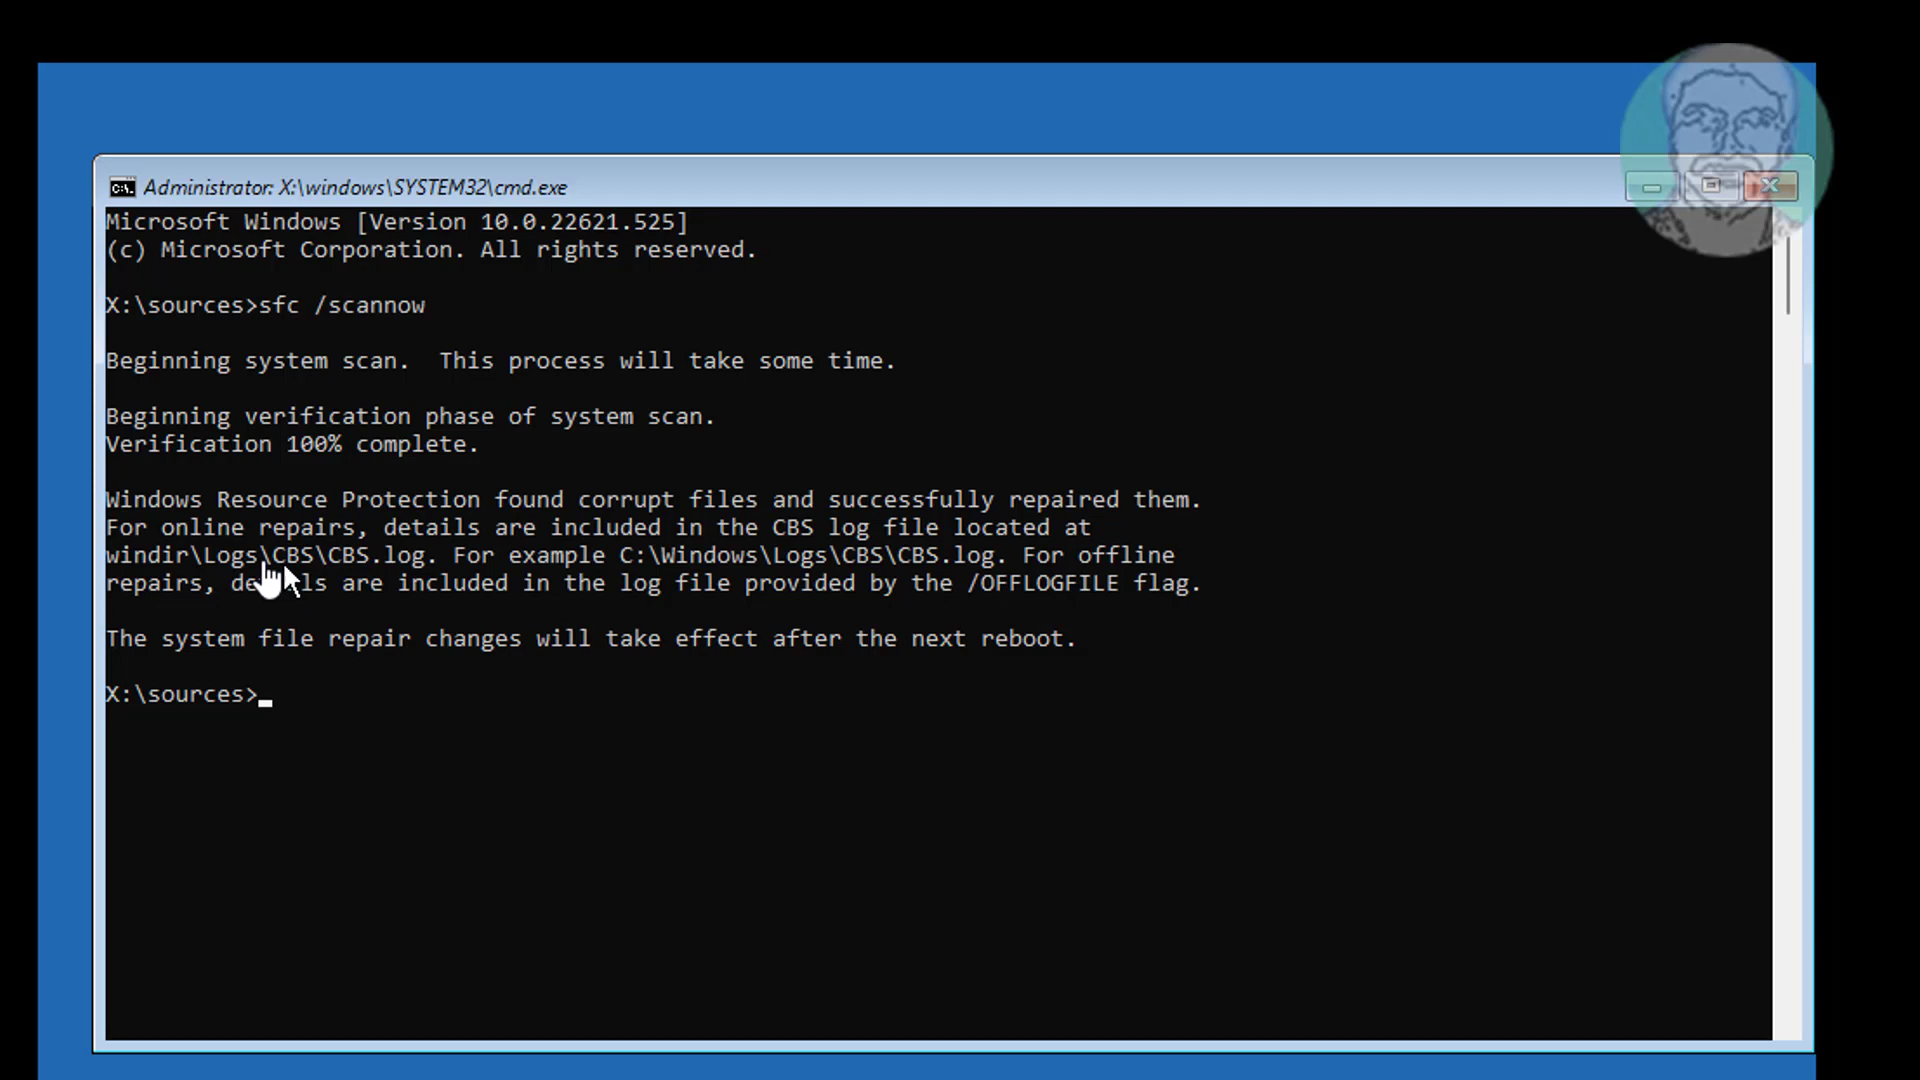 Administrator: X:\windows\SYSTEM32\cmd.exe
Microsoft Windows [Version 10.0.22621.525]
(c) Microsoft Corporation. All rights reserved.
X:\sources>sfc /scannow
Beginning system scan.  This process will take some time.
Beginning verification phase of system scan.
Verification 100% complete.
Windows Resource Protection found corrupt files and successfully repaired them.
For online repairs, details are included in the CBS log file located at
windir\Logs\CBS\CBS.log. For example C:\Windows\Logs\CBS\CBS.log. For offline
repairs, details are included in the log file provided by the /OFFLOGFILE flag.
The system file repair changes will take effect after the next reboot.
X:\sources>